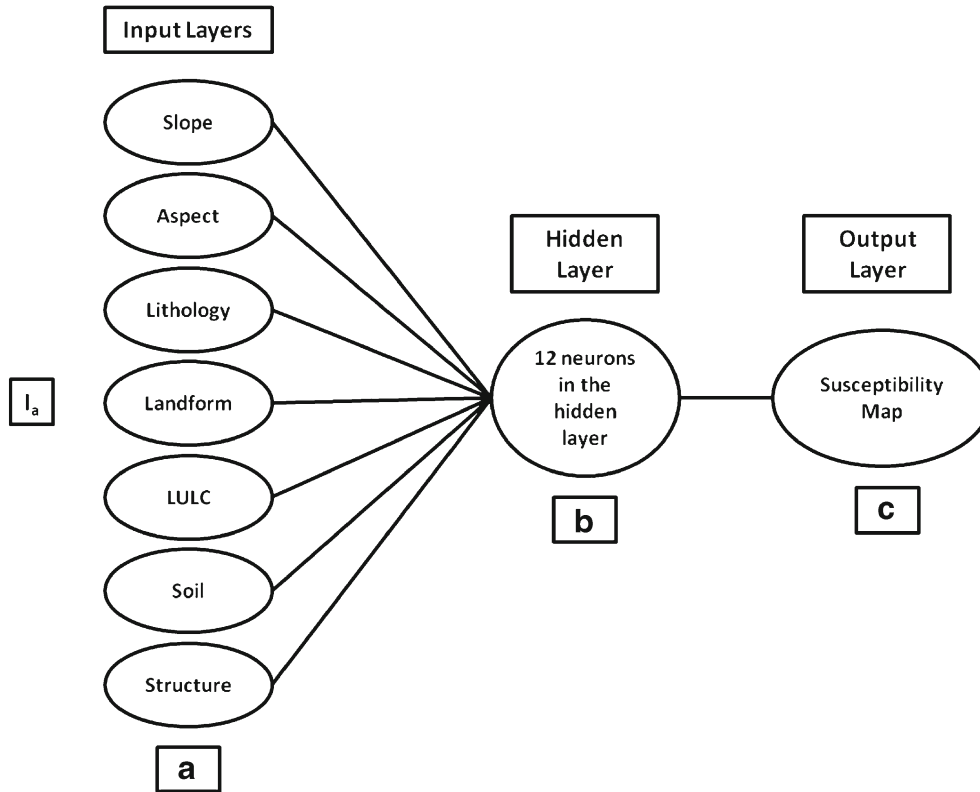 Input Layers
Slope
Aspect
Lithology
Landform
LULC
Soil
Structure
a
Iₐ
Hidden
Layer
12 neurons
in the
hidden
layer
b
Output
Layer
Susceptibility
Map
c